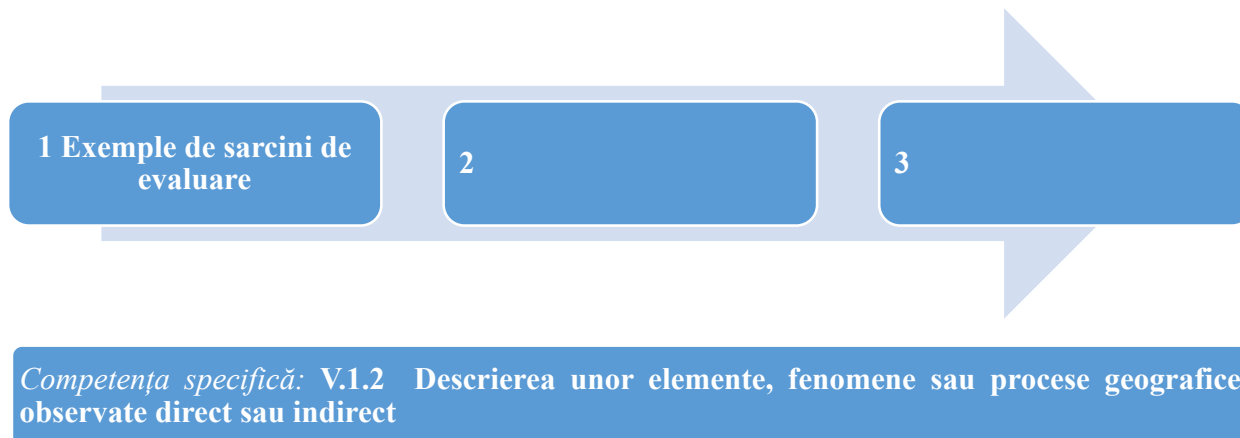 1 Exemple de sarcini de
evaluare
2
3
Competența specifică: V.1.2 Descrierea unor elemente, fenomene sau procese geografice
observate direct sau indirect